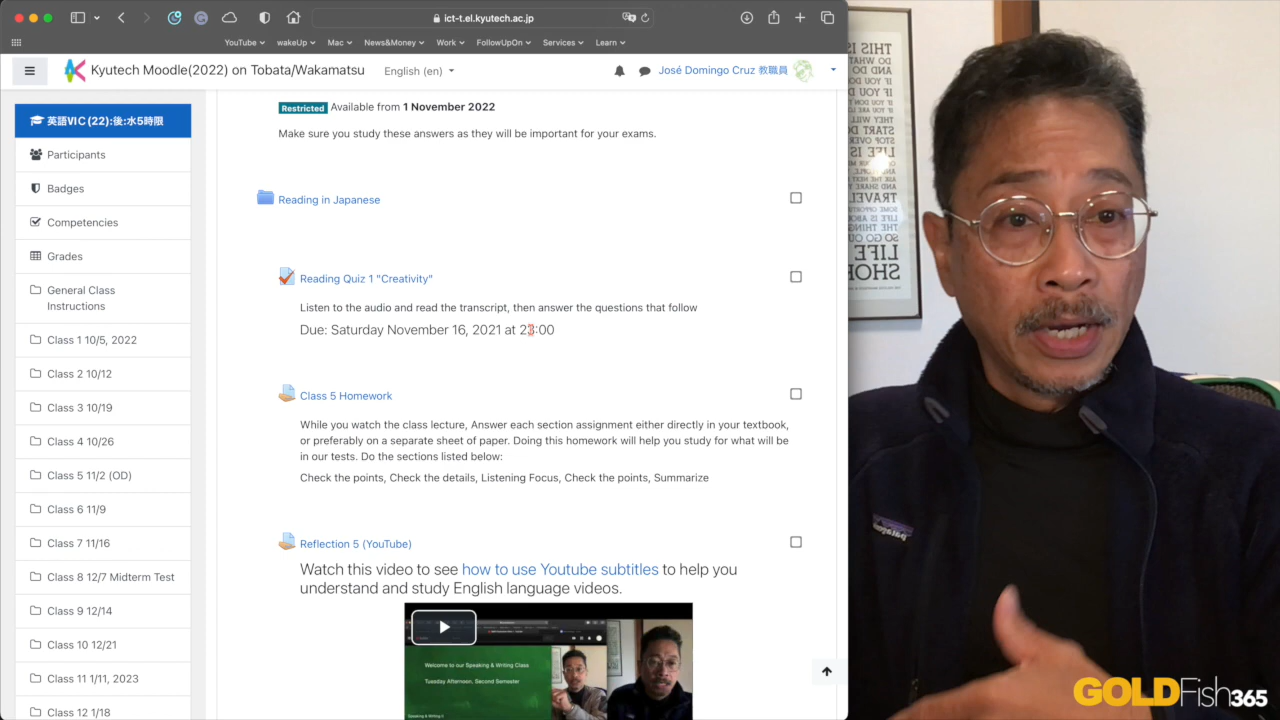 ict-t.el.kyutech.ac.jp
YouTube wakeUp Mac News&Money Work FollowUpOn Services Learn
Kyutech Moodle(2022) on Tobata/Wakamatsu English (en) José Domingo Cruz 教職員
英語VIC (22):後:水5時限
Participants
Badges
Competencies
Grades
General Class
Instructions
Class 1 10/5, 2022
Class 2 10/12
Class 3 10/19
Class 4 10/26
Class 5 11/2 (OD)
Class 6 11/9
Class 7 11/16
Class 8 12/7 Midterm Test
Class 9 12/14
Class 10 12/21
Class 11 1/11, 2023
Class 12 1/18
Restricted Available from 1 November 2022
Make sure you study these answers as they will be important for your exams.
Reading in Japanese
Reading Quiz 1 "Creativity"
Listen to the audio and read the transcript, then answer the questions that follow
Due: Saturday November 16, 2021 at 23:00
Class 5 Homework
While you watch the class lecture, Answer each section assignment either directly in your textbook,
or preferably on a separate sheet of paper. Doing this homework will help you study for what will be
in our tests. Do the sections listed below:
Check the points, Check the details, Listening Focus, Check the points, Summarize
Reflection 5 (YouTube)
Watch this video to see how to use Youtube subtitles to help you
understand and study English language videos.
Welcome to our Speaking & Writing Class
Tuesday Afternoon, Second Semester
Speaking & Writing II
THIS IS
LIFE IS
TRAVEL
LIFE
SHOR
patagonia
GOLDFish365